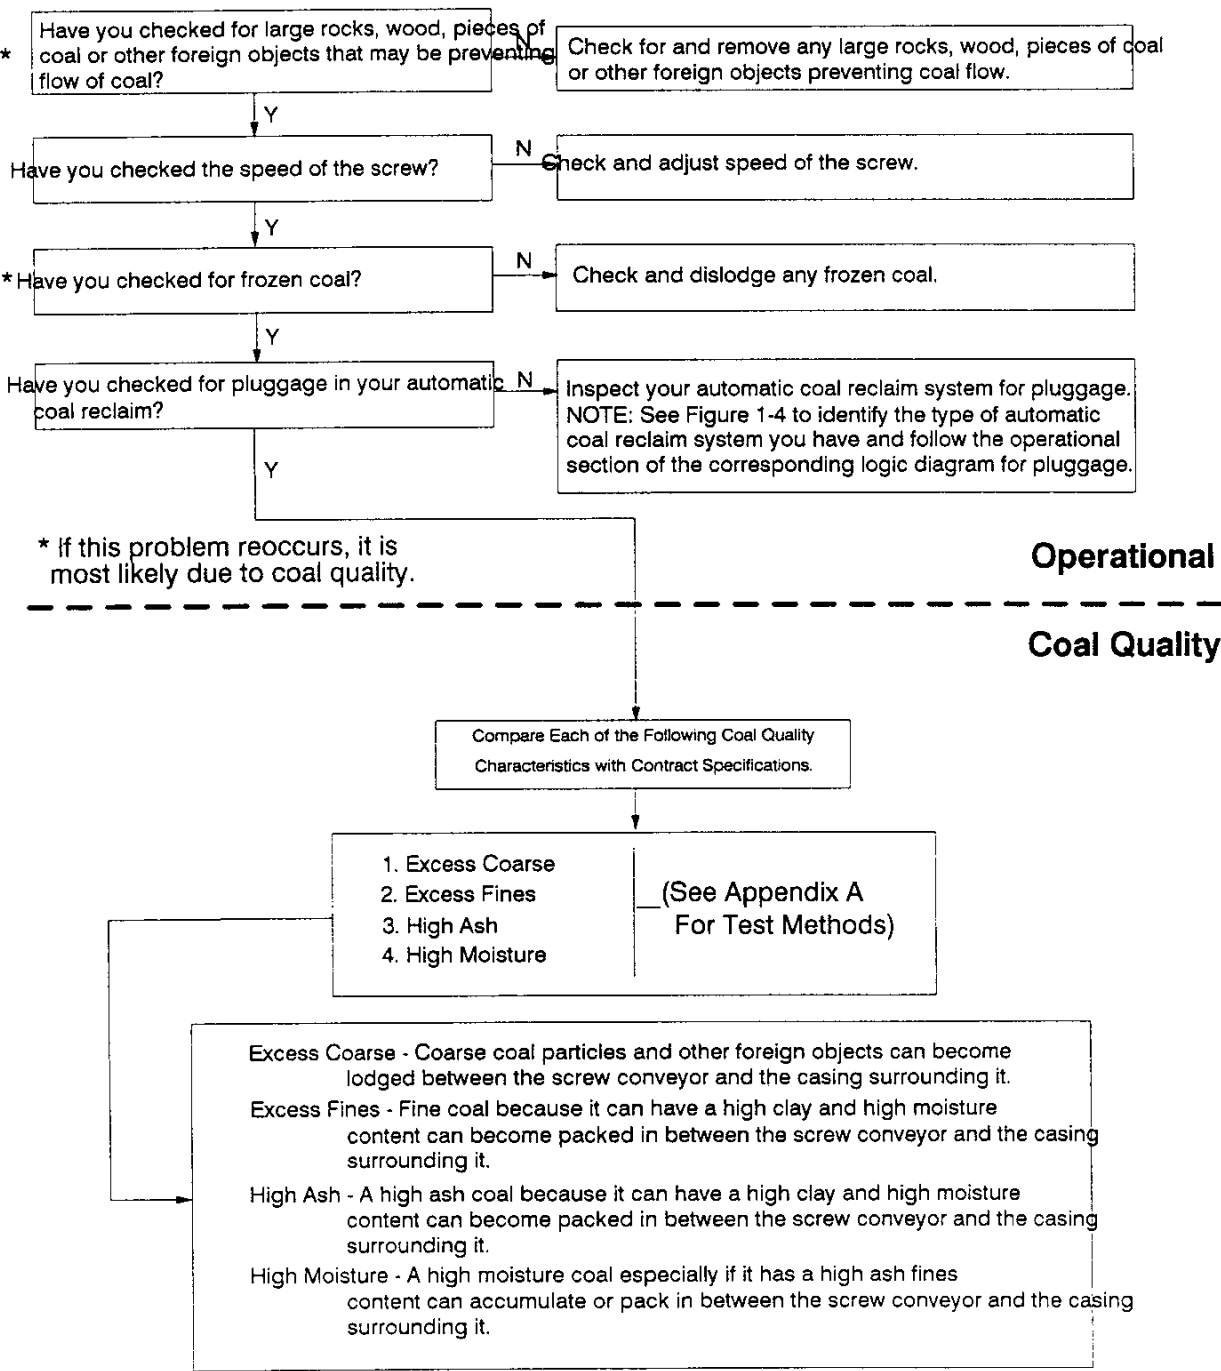 Have you checked for large rocks, wood, pieces of
* coal or other foreign objects that may be preventing
flow of coal?
N
Check for and remove any large rocks, wood, pieces of coal
or other foreign objects preventing coal flow.
Y
Have you checked the speed of the screw?
N
Check and adjust speed of the screw.
Y
* Have you checked for frozen coal?
N
Check and dislodge any frozen coal.
Y
Have you checked for pluggage in your automatic
coal reclaim?
N
Inspect your automatic coal reclaim system for pluggage.
NOTE: See Figure 1-4 to identify the type of automatic
coal reclaim system you have and follow the operational
section of the corresponding logic diagram for pluggage.
Y
* If this problem reoccurs, it is
most likely due to coal quality.
Operational
Coal Quality
Compare Each of the Following Coal Quality
Characteristics with Contract Specifications.
1. Excess Coarse
2. Excess Fines
3. High Ash
4. High Moisture
(See Appendix A
For Test Methods)
Excess Coarse - Coarse coal particles and other foreign objects can become
lodged between the screw conveyor and the casing surrounding it.
Excess Fines - Fine coal because it can have a high clay and high moisture
content can become packed in between the screw conveyor and the casing
surrounding it.
High Ash - A high ash coal because it can have a high clay and high moisture
content can become packed in between the screw conveyor and the casing
surrounding it.
High Moisture - A high moisture coal especially if it has a high ash fines
content can accumulate or pack in between the screw conveyor and the casing
surrounding it.